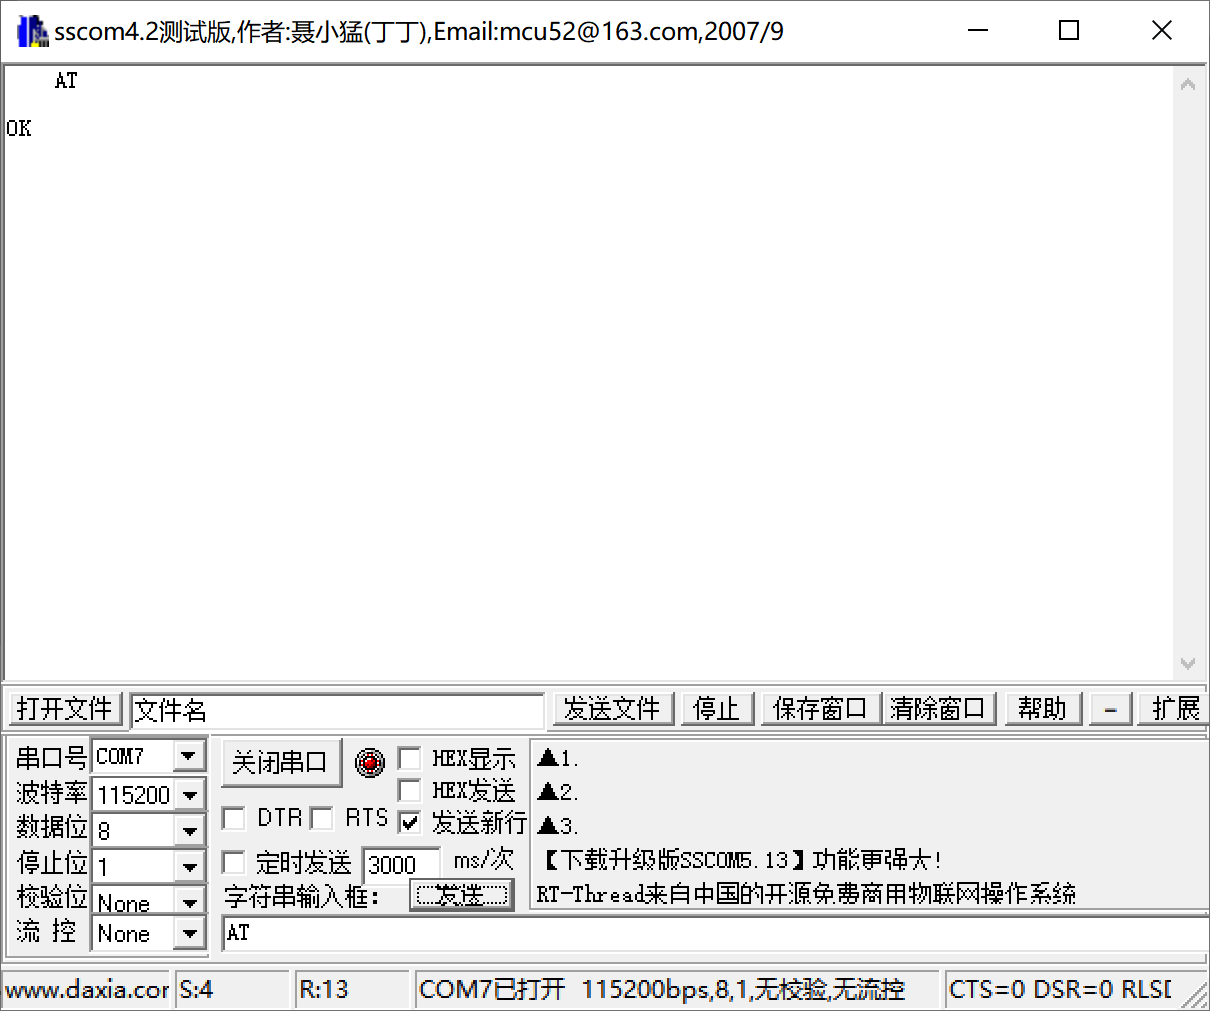 sscom4.2测试版,作者:聂小猛(丁丁),Email:mcu52@163.com,2007/9
AT
OK
打开文件 文件名 发送文件 停止 保存窗口 清除窗口 帮助 – 扩展
串口号 COM7 关闭串口 HEX显示 ▲1.
波特率 115200 HEX发送 ▲2.
数据位 8 DTR RTS 发送新行 ▲3.
停止位 1 定时发送 3000 ms/次 【下载升级版SSCOM5.13】功能更强大!
校验位 None 字符串输入框: 发送 RT-Thread来自中国的开源免费商用物联网操作系统
流 控 None AT
www.daxia.cor S:4 R:13 COM7已打开 115200bps,8,1,无校验,无流控 CTS=0 DSR=0 RLSD